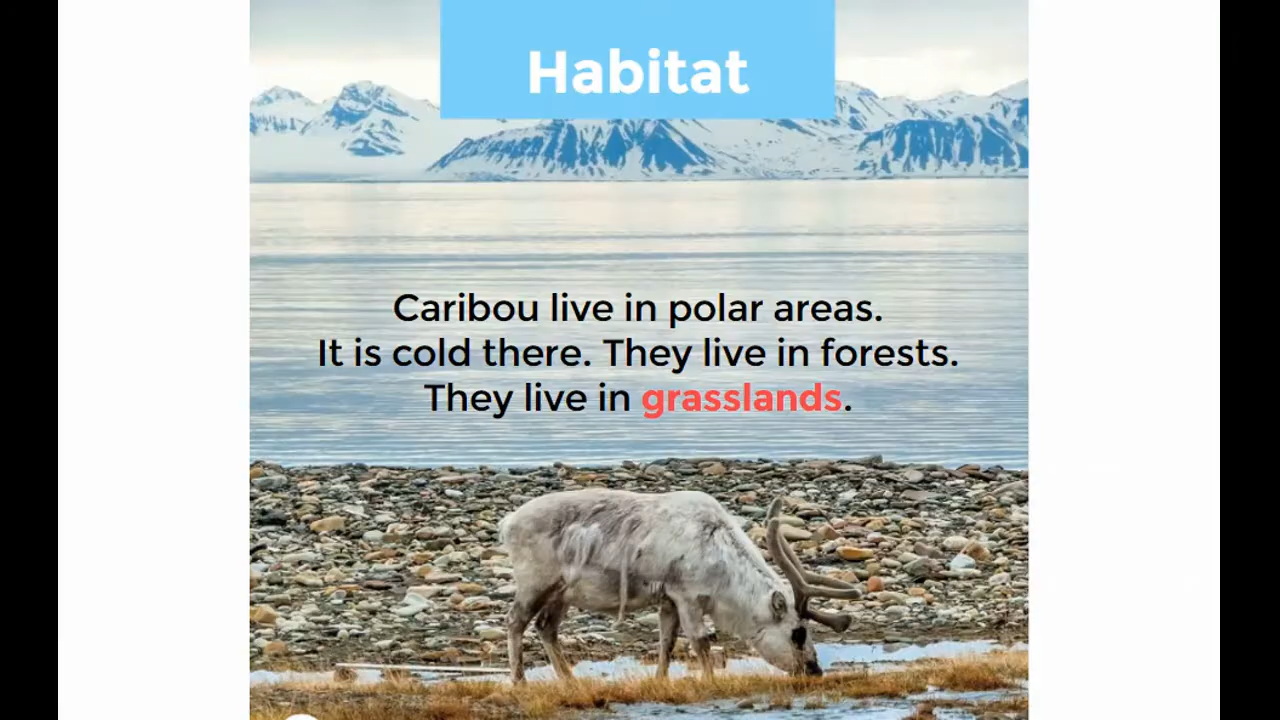 Habitat
Caribou live in polar areas.
It is cold there. They live in forests.
They live in grasslands.